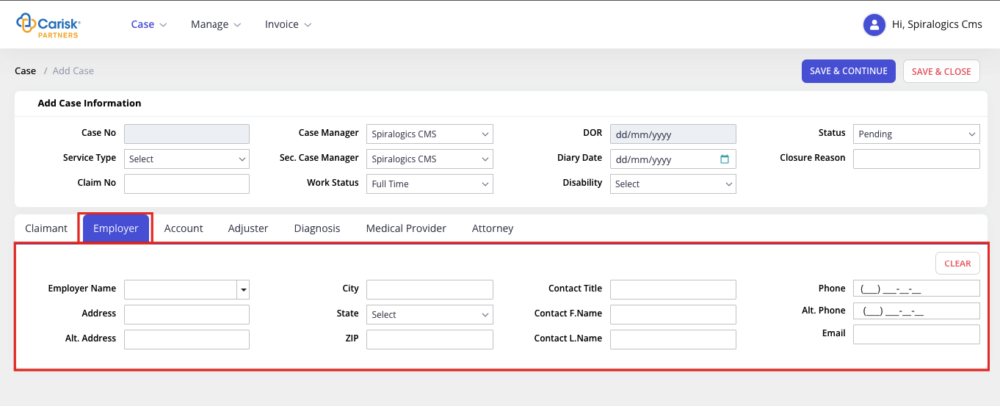 Carisk
PARTNERS
Case Manage Invoice Hi, Spiralogics Cms
Case / Add Case SAVE & CONTINUE SAVE & CLOSE
Add Case Information
Case No Case Manager Spiralogics CMS DOR dd/mm/yyyy Status Pending
Service Type Select Sec. Case Manager Spiralogics CMS Diary Date dd/mm/yyyy Closure Reason
Claim No Work Status Full Time Disability Select
Claimant Employer Account Adjuster Diagnosis Medical Provider Attorney
CLEAR
Employer Name City Contact Title Phone (___) ___-__-__
Address State Select Contact F.Name Alt. Phone (___) ___-__-__
Alt. Address ZIP Contact L.Name Email